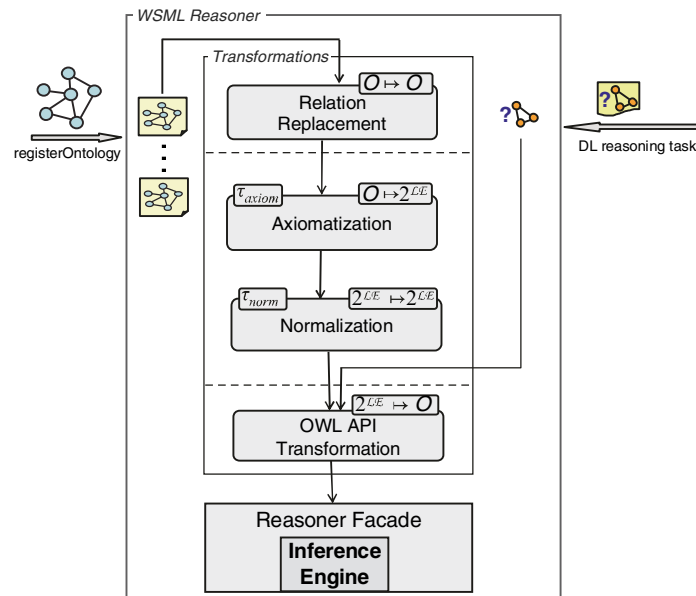 WSML Reasoner
Transformations
O ↦ O
Relation
Replacement
registerOntology
?
?
DL reasoning task
τaxiom
O ↦ 2^LE
Axiomatization
τnorm
2^LE ↦ 2^LE
Normalization
2^LE ↦ O
OWL API
Transformation
Reasoner Facade
Inference
Engine